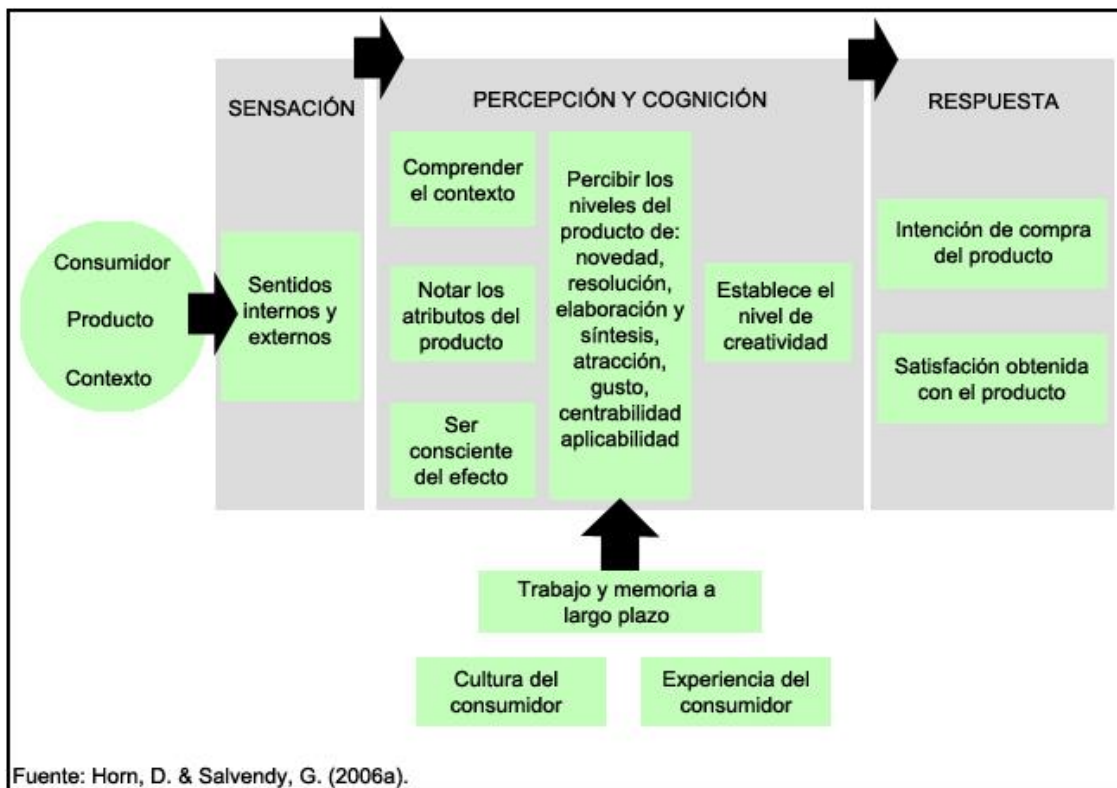 SENSACIÓN
PERCEPCIÓN Y COGNICIÓN
RESPUESTA
Consumidor
Producto
Contexto
Sentidos
internos y
externos
Comprender
el contexto
Notar los
atributos del
producto
Ser
consciente
del efecto
Percibir los
niveles del
producto de:
novedad,
resolución,
elaboración y
síntesis,
atracción,
gusto,
centrabilidad
aplicabilidad
Establece el
nivel de
creatividad
Intención de compra
del producto
Satisfación obtenida
con el producto
Trabajo y memoria a
largo plazo
Cultura del
consumidor
Experiencia del
consumidor
Fuente: Horn, D. & Salvendy, G. (2006a).